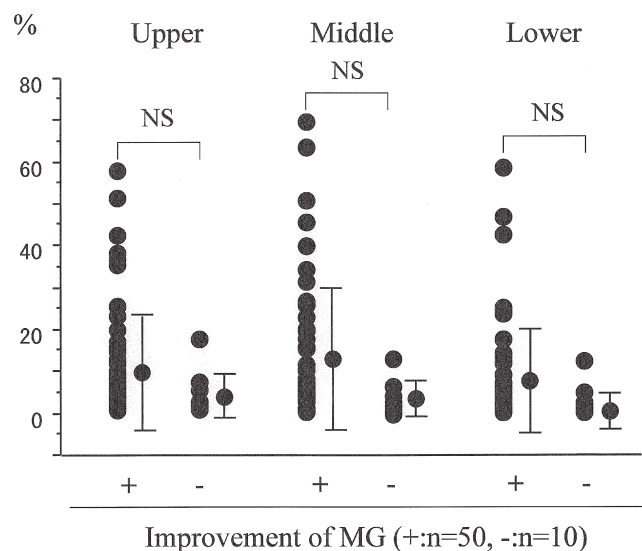 %
Upper Middle Lower
NS NS NS
80
60
40
20
0
+ - + - + -
Improvement of MG (+:n=50, -:n=10)